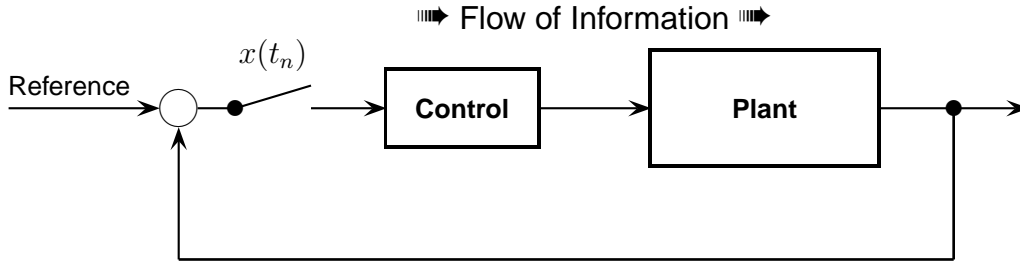 ➠ Flow of Information ➠
x(t_n)
Reference
Control
Plant